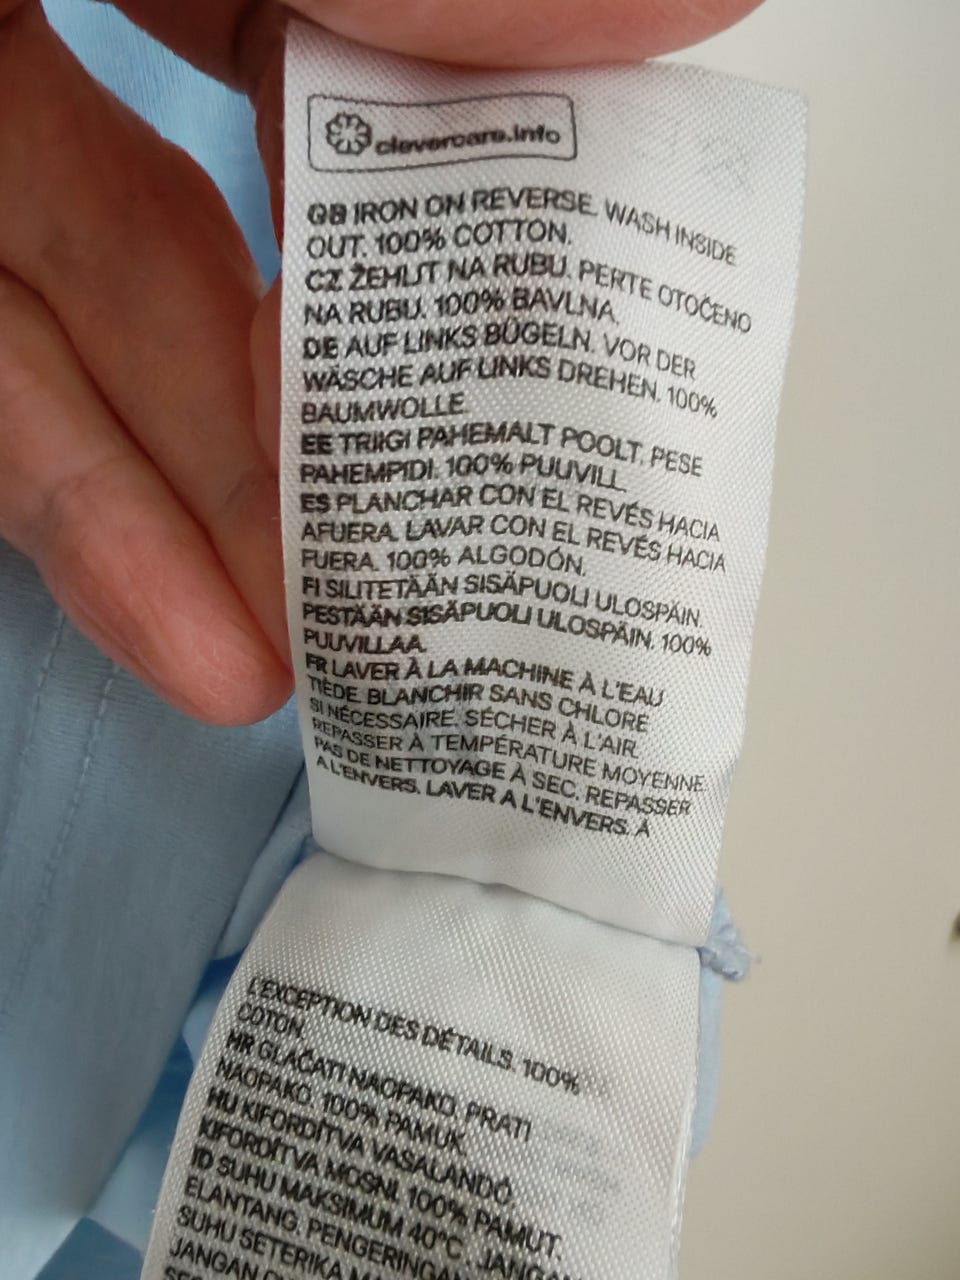 clevercare.info
GB IRON ON REVERSE. WASH INSIDE
OUT. 100% COTTON.
CZ ŽEHLIT NA RUBU. PERTE OTOČENO
NA RUBU. 100% BAVLNA.
DE AUF LINKS BÜGELN. VOR DER
WÄSCHE AUF LINKS DREHEN. 100%
BAUMWOLLE.
EE TRIIGI PAHEMALT POOLT. PESE
PAHEMPIDI. 100% PUUVILL.
ES PLANCHAR CON EL REVÉS HACIA
AFUERA. LAVAR CON EL REVÉS HACIA
FUERA. 100% ALGODÓN.
FI SILITETÄÄN SISÄPUOLI ULOSPÄIN.
PESTÄÄN SISÄPUOLI ULOSPÄIN. 100%
PUUVILLAA.
FR LAVER À LA MACHINE À L'EAU
TIÈDE. BLANCHIR SANS CHLORE
SI NÉCESSAIRE. SÉCHER À L'AIR.
REPASSER À TEMPÉRATURE MOYENNE.
PAS DE NETTOYAGE À SEC. REPASSER
A L'ENVERS. LAVER A L'ENVERS. À
L'EXCEPTION DES DÉTAILS. 100%
COTON.
HR GLAČATI NAOPAKO. PRATI
NAOPAKO. 100% PAMUK.
HU KIFORDÍTVA VASALANDÓ.
KIFORDÍTVA MOSNI. 100% PAMUT.
ID SUHU MAKSIMUM 40°C. JANGAN
ELANTANG. PENGERINGAN
SUHU SETERIKA
JANGAN